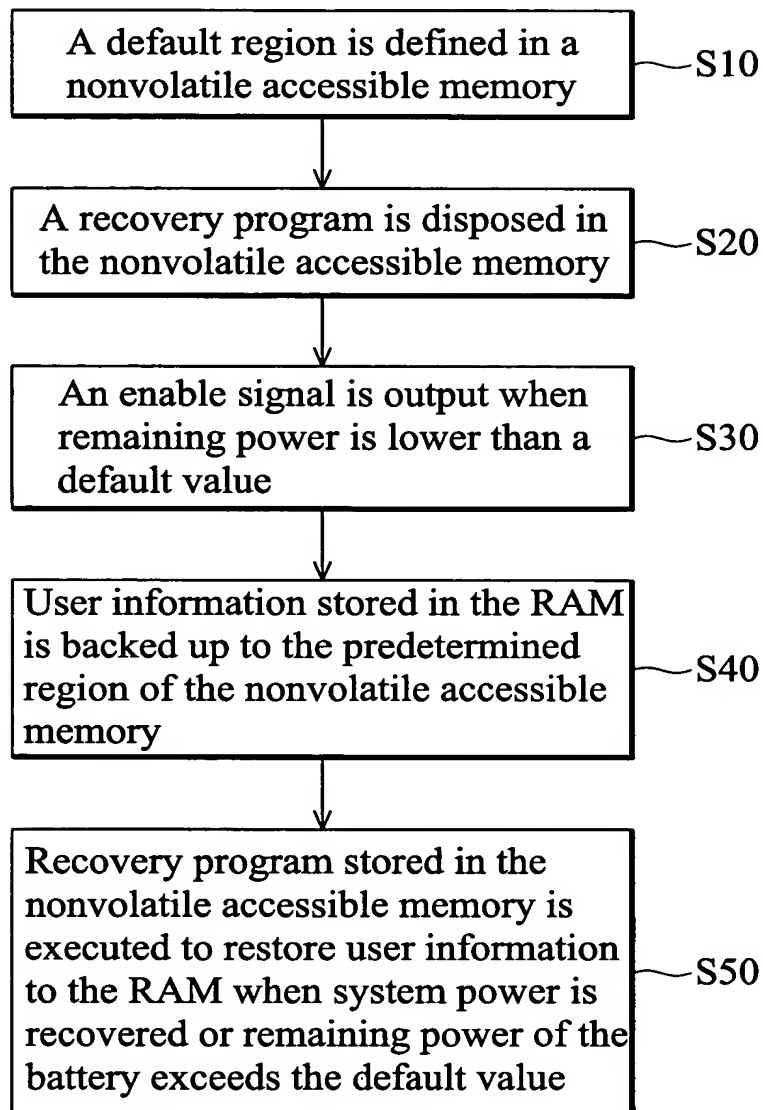 A default region is defined in a
nonvolatile accessible memory
S10
A recovery program is disposed in
the nonvolatile accessible memory
S20
An enable signal is output when
remaining power is lower than a
default value
S30
User information stored in the RAM
is backed up to the predetermined
region of the nonvolatile accessible
memory
S40
Recovery program stored in the
nonvolatile accessible memory is
executed to restore user information
to the RAM when system power is
recovered or remaining power of the
battery exceeds the default value
S50